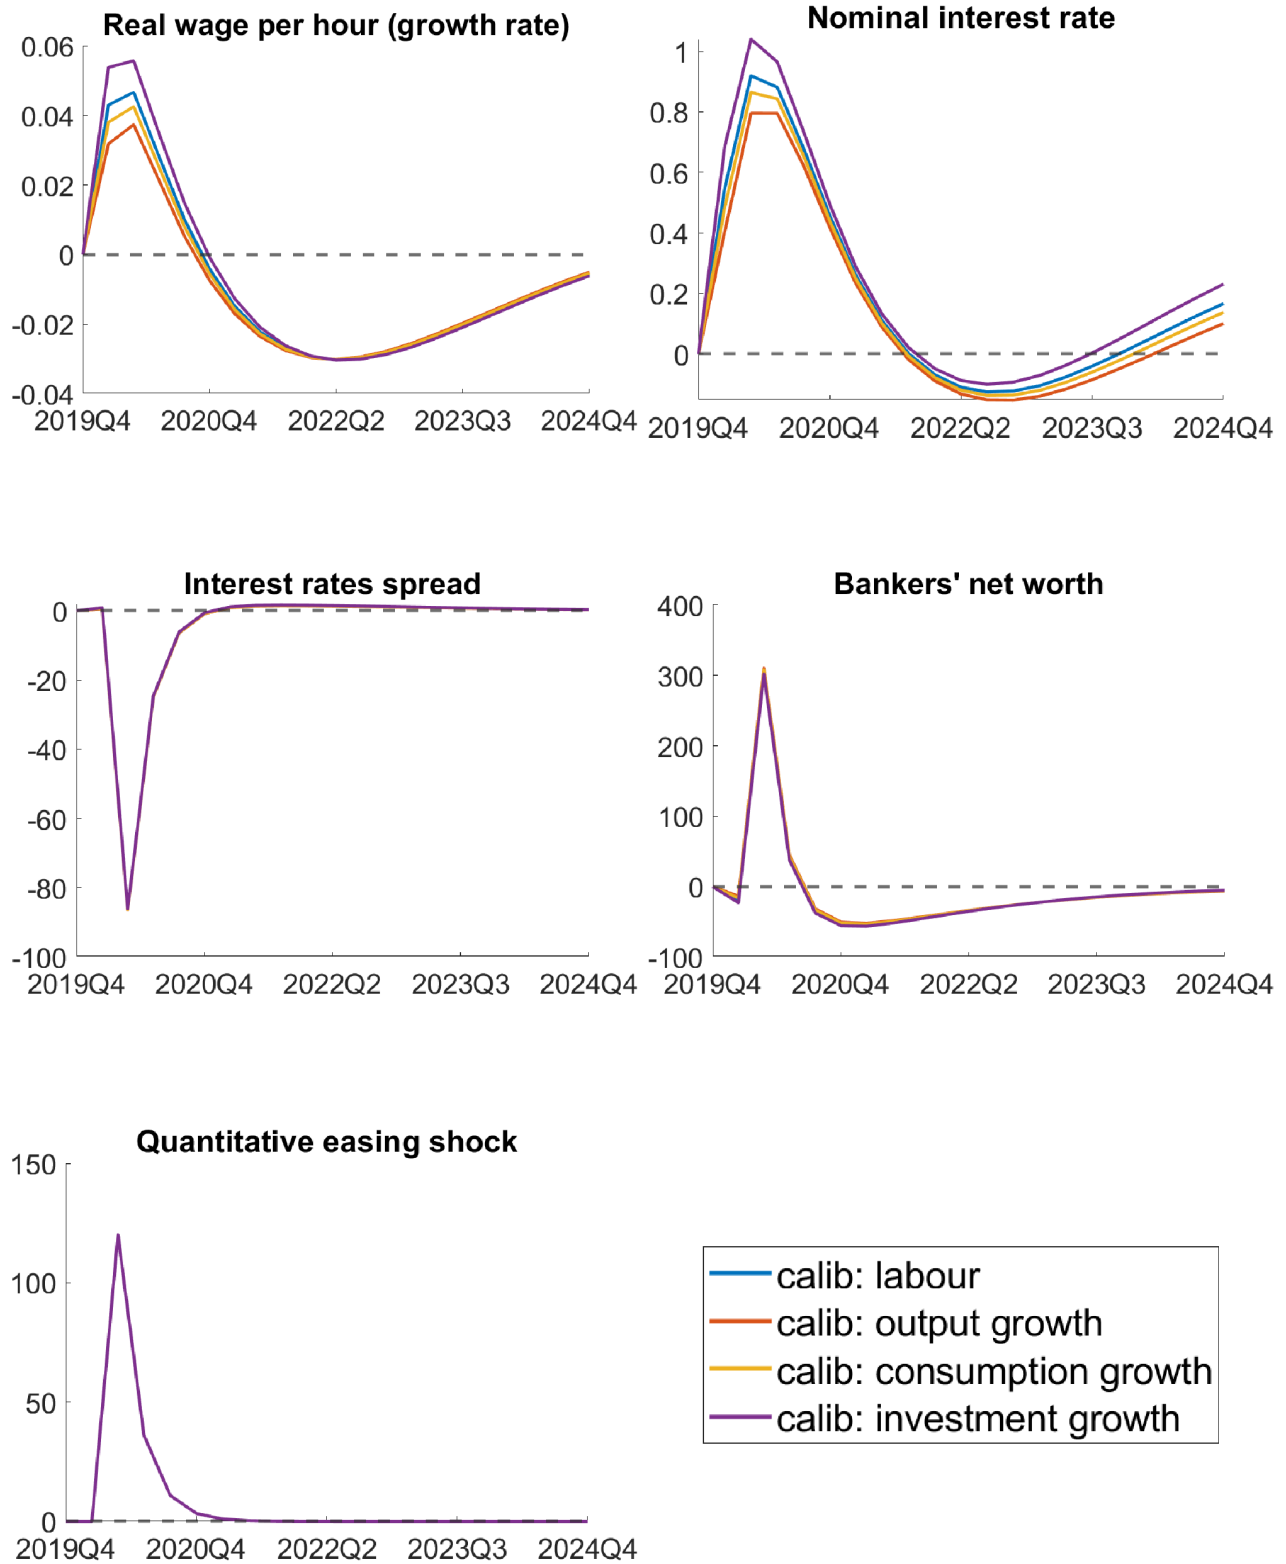 Real wage per hour (growth rate)
0.06
0.04
0.02
0
-0.02
-0.04
2019Q4 2020Q4 2022Q2 2023Q3 2024Q4
Nominal interest rate
1
0.8
0.6
0.4
0.2
0
2019Q4 2020Q4 2022Q2 2023Q3 2024Q4
Interest rates spread
0
-20
-40
-60
-80
-100
2019Q4 2020Q4 2022Q2 2023Q3 2024Q4
Bankers' net worth
400
300
200
100
0
-100
2019Q4 2020Q4 2022Q2 2023Q3 2024Q4
Quantitative easing shock
150
100
50
0
2019Q4 2020Q4 2022Q2 2023Q3 2024Q4
calib: labour
calib: output growth
calib: consumption growth
calib: investment growth